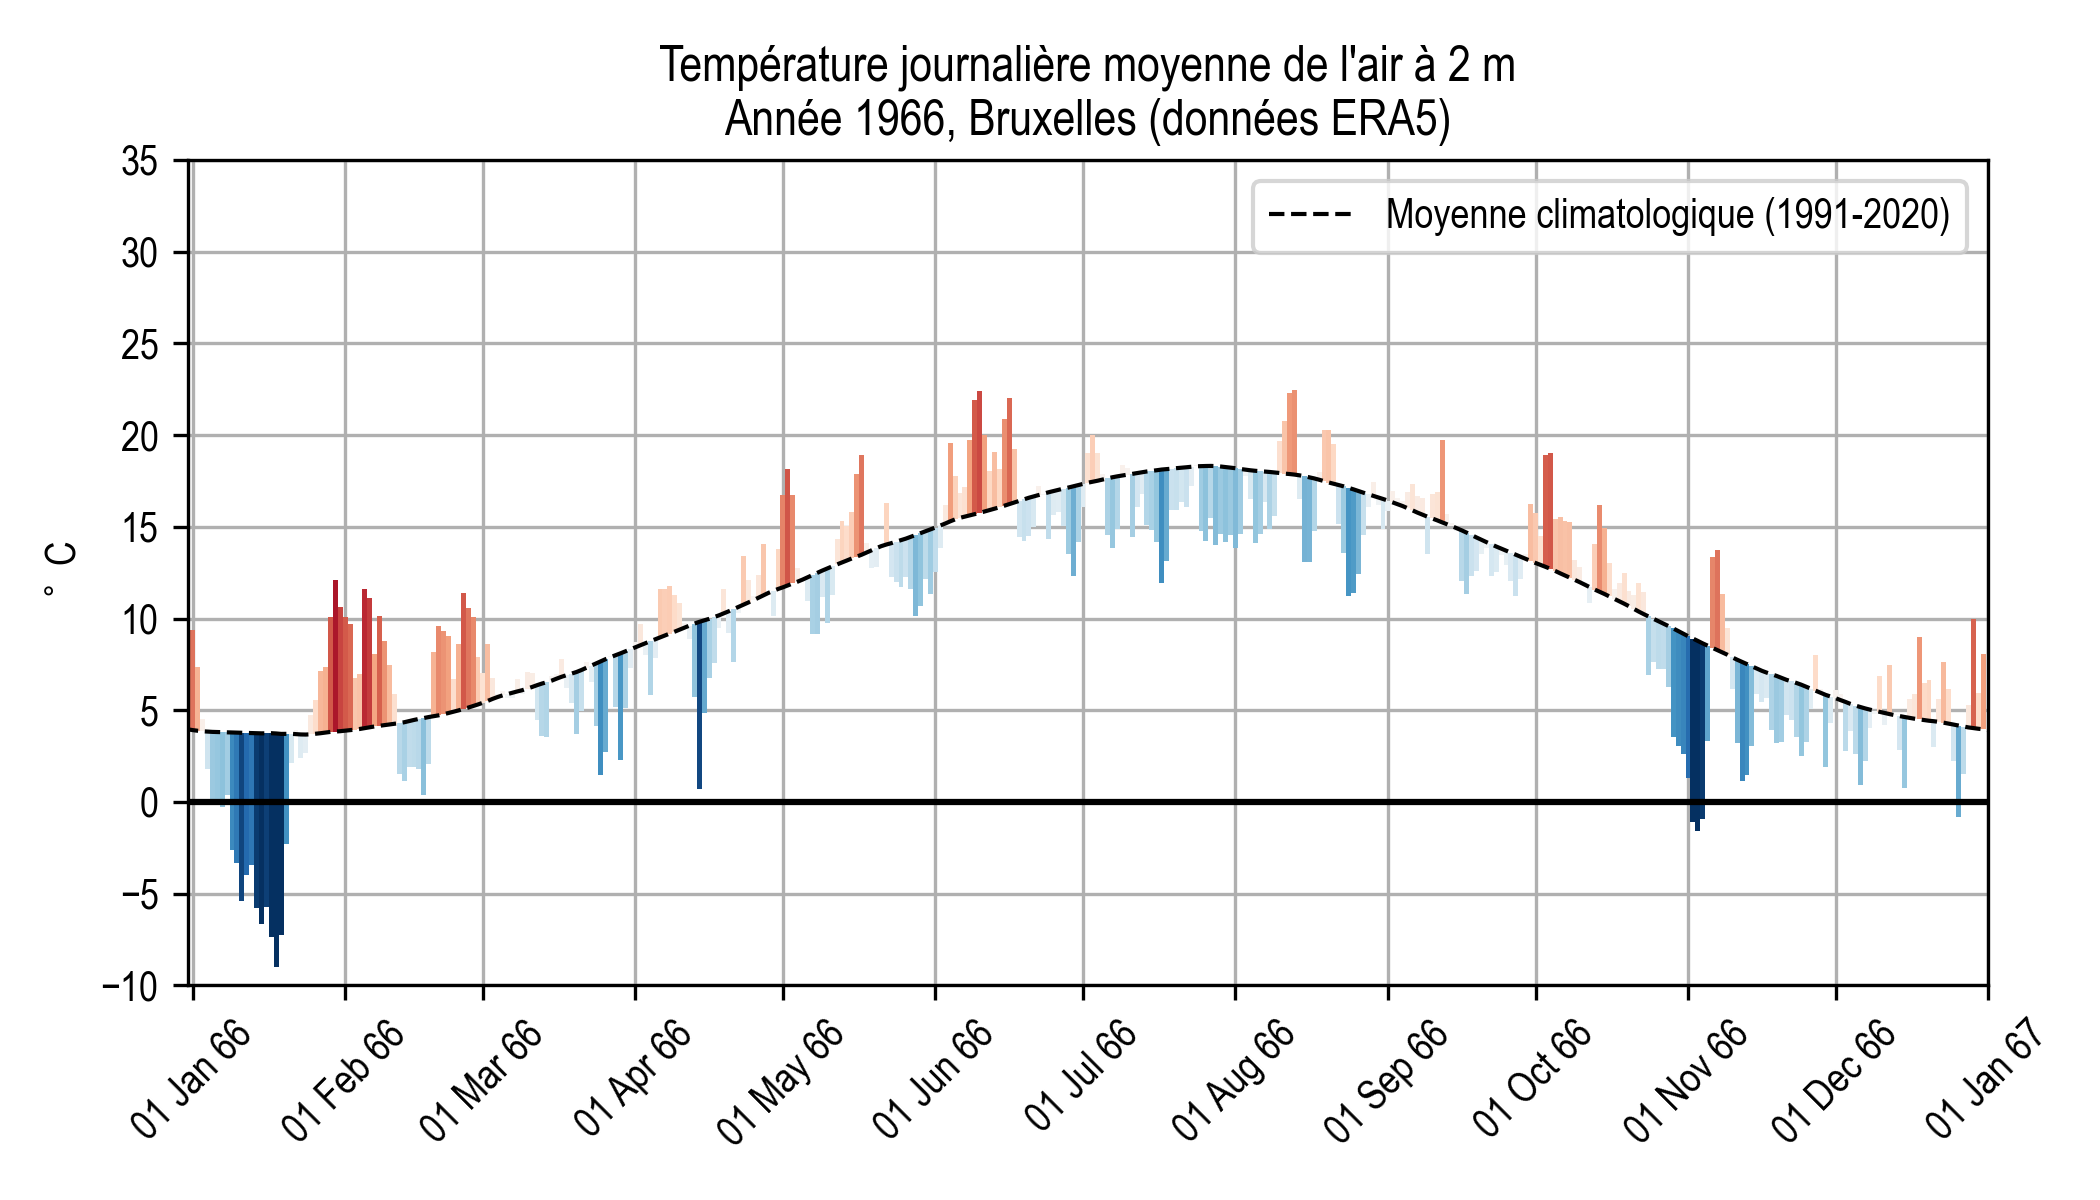 Température journalière moyenne de l'air à 2 m
Année 1966, Bruxelles (données ERA5)
35
30
25
20
15
10
5
0
−5
−10
° C
Moyenne climatologique (1991-2020)
01 Jan 66
01 Feb 66
01 Mar 66
01 Apr 66
01 May 66
01 Jun 66
01 Jul 66
01 Aug 66
01 Sep 66
01 Oct 66
01 Nov 66
01 Dec 66
01 Jan 67